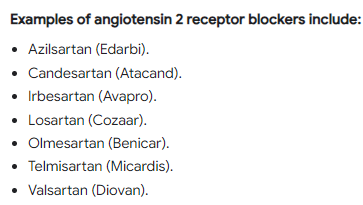 Examples of angiotensin 2 receptor blockers include:
• Azilsartan (Edarbi).
• Candesartan (Atacand).
• Irbesartan (Avapro).
• Losartan (Cozaar).
• Olmesartan (Benicar).
• Telmisartan (Micardis).
• Valsartan (Diovan).